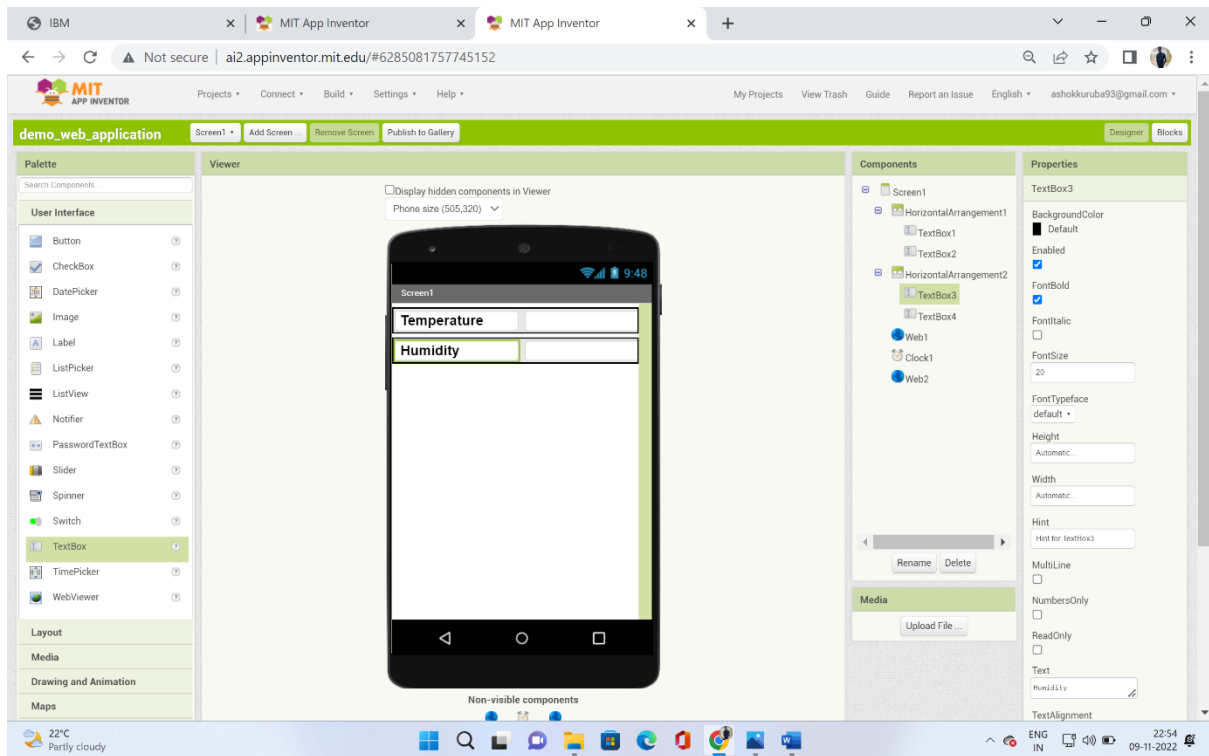 IBM
MIT App Inventor
MIT App Inventor
Not secure
ai2.appinventor.mit.edu/#6285081757745152
MIT
APP INVENTOR
Projects
Connect
Build
Settings
Help
My Projects
View Trash
Guide
Report an Issue
English
ashokkuruba93@gmail.com
demo_web_application
Screen1
Add Screen ...
Remove Screen
Publish to Gallery
Designer
Blocks
Palette
Search Components...
User Interface
Button
CheckBox
DatePicker
Image
Label
ListPicker
ListView
Notifier
PasswordTextBox
Slider
Spinner
Switch
TextBox
TimePicker
WebViewer
Layout
Media
Drawing and Animation
Maps
Viewer
Display hidden components in Viewer
Phone size (505,320)
9:48
Screen1
Temperature
Humidity
Non-visible components
Components
Screen1
HorizontalArrangement1
TextBox1
TextBox2
HorizontalArrangement2
TextBox3
TextBox4
Web1
Clock1
Web2
Rename
Delete
Media
Upload File ...
Properties
TextBox3
BackgroundColor
Default
Enabled
FontBold
FontItalic
FontSize
20
FontTypeface
default
Height
Automatic...
Width
Automatic...
Hint
Hint for TextBox3
MultiLine
NumbersOnly
ReadOnly
Text
Humidity
TextAlignment
22°C
Partly cloudy
ENG
IN
22:54
09-11-2022